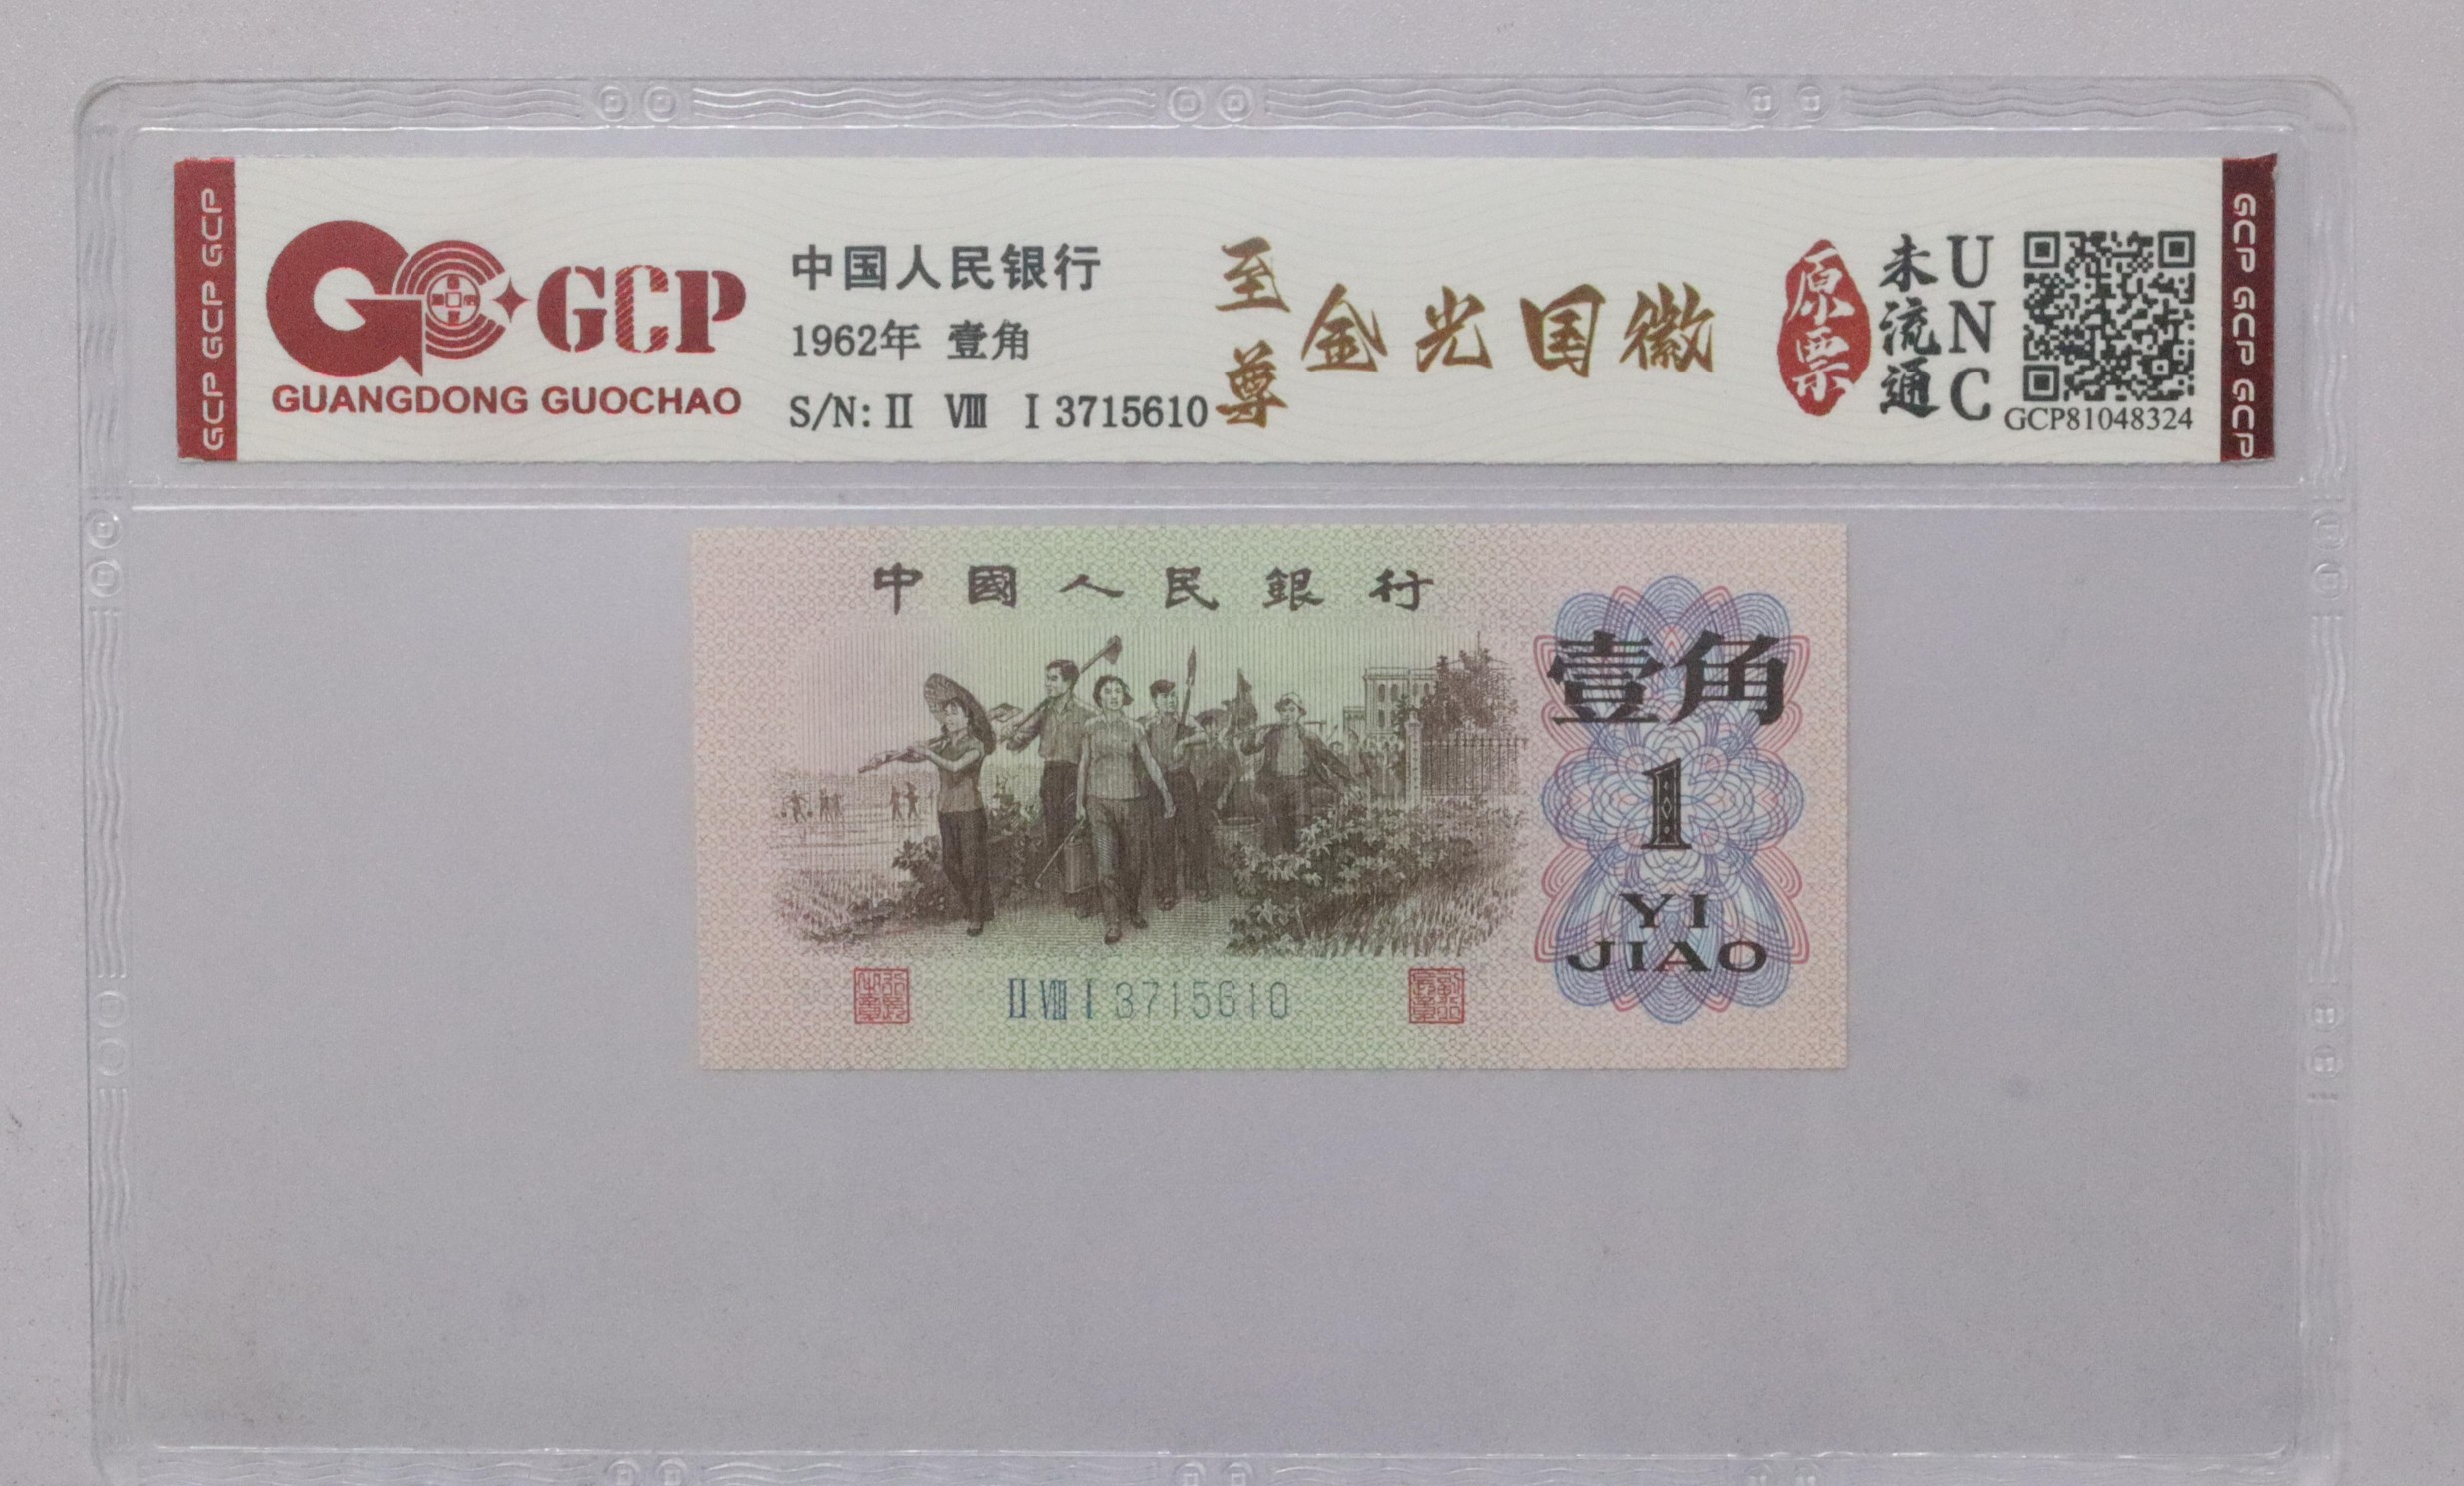 GCP GCP GCP
GCP
GUANGDONG GUOCHAO
中国人民银行
1962年 壹角
S/N: II VIII I 3715610
至尊
金光国徽
原票
未流通
UNC
GCP81048324
GCP GCP GCP
中國人民銀行
壹角
1
YI
JIAO
II VIII I 3715610